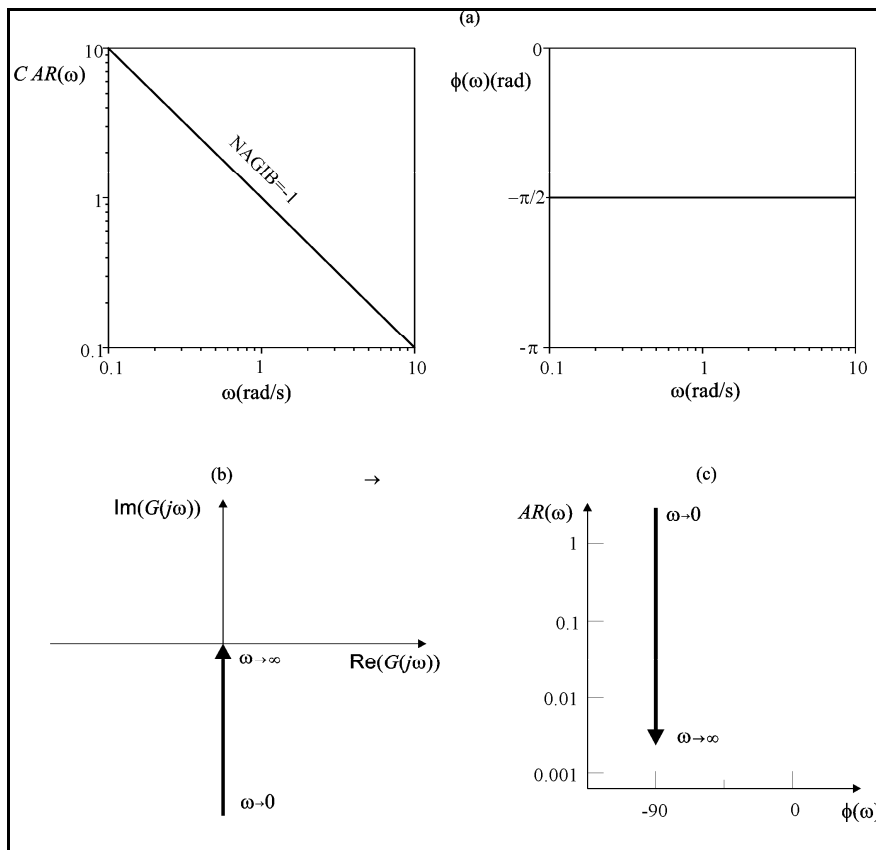 (a)
10
C AR(ω)
1
0.1
NAGIB=-1
0.1
1
10
ω(rad/s)
0
ϕ(ω)(rad)
−π/2
-π
0.1
1
10
ω(rad/s)
(b)
→
Im(G(jω))
ω→∞
Re(G(jω))
ω→0
(c)
AR(ω)
ω→0
1
0.1
0.01
ω→∞
0.001
-90
0
ϕ(ω)